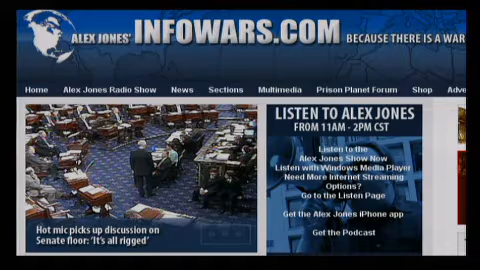 ALEX JONES' INFOWARS.COM BECAUSE THERE IS A WAR
Home Alex Jones Radio Show News Sections Multimedia Prison Planet Forum Shop Adve
LISTEN TO ALEX JONES
FROM 11AM - 2PM CST
Listen to the
Alex Jones Show Now
Listen with Windows Media Player
Need More Internet Streaming
Options?
Go to the Listen Page
Get the Alex Jones iPhone app
Get the Podcast
Hot mic picks up discussion on
Senate floor: 'It's all rigged'